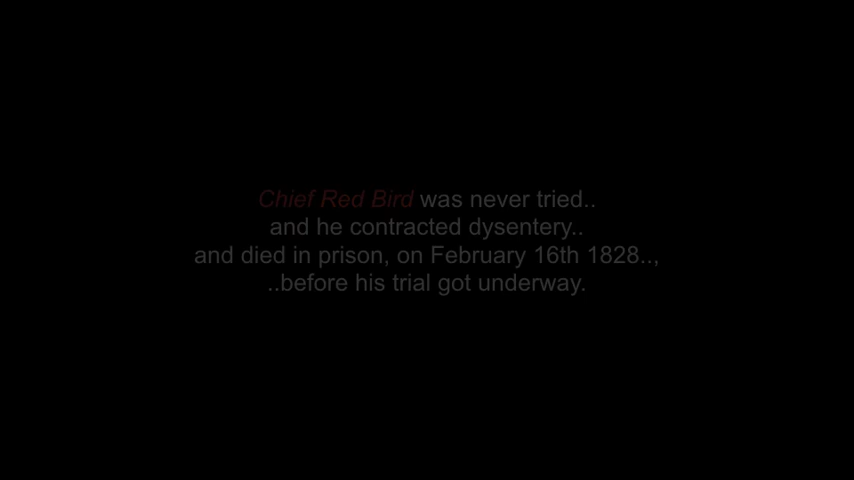 Chief Red Bird was never tried..
and he contracted dysentery..
and died in prison, on February 16th 1828..,
..before his trial got underway.